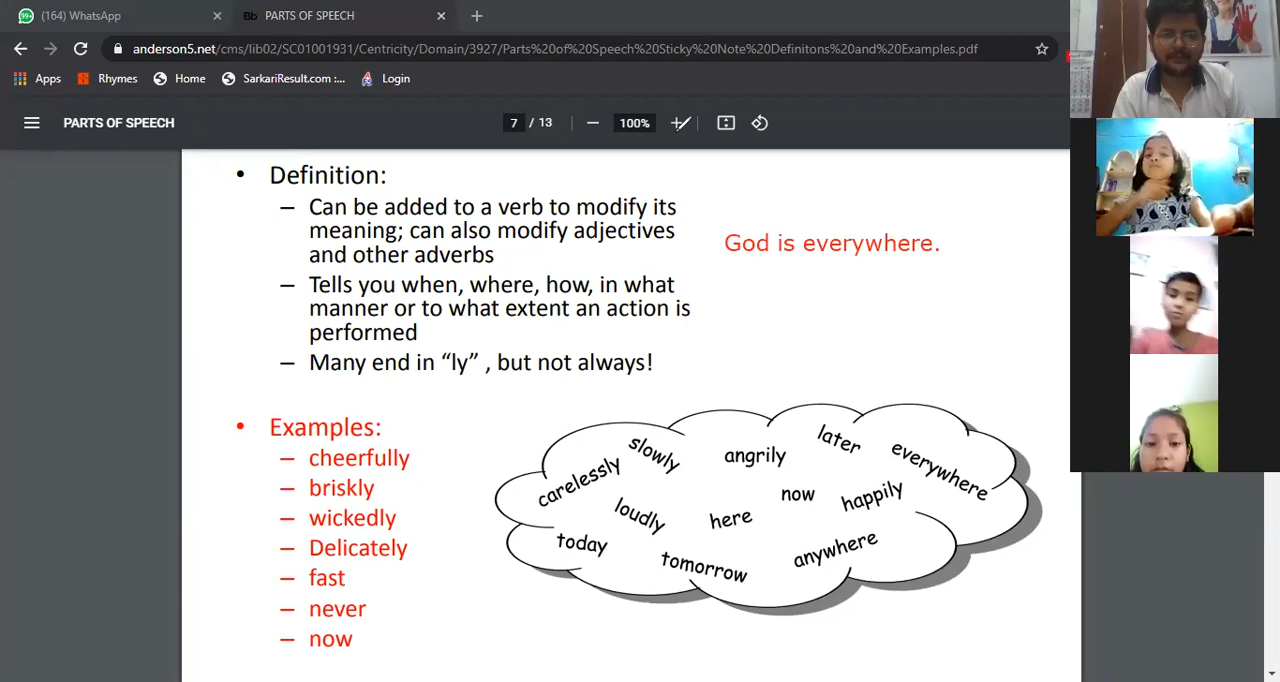 99+ (164) WhatsApp
Bb PARTS OF SPEECH
anderson5.net/cms/lib02/SC01001931/Centricity/Domain/3927/Parts%20of%20Speech%20Sticky%20Note%20Definitons%20and%20Examples.pdf
Apps Rhymes Home SarkariResult.com :... Login
PARTS OF SPEECH 7 / 13 100%
• Definition:
– Can be added to a verb to modify its
meaning; can also modify adjectives
and other adverbs
– Tells you when, where, how, in what
manner or to what extent an action is
performed
– Many end in “ly” , but not always!
God is everywhere.
• Examples:
– cheerfully
– briskly
– wickedly
– Delicately
– fast
– never
– now
slowly
angrily
later
everywhere
carelessly
now
happily
loudly
here
today
tomorrow
anywhere